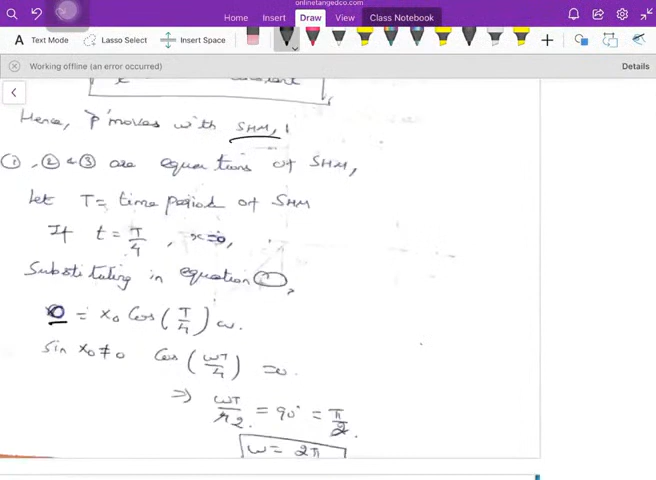 onlinetangedco.com
Home Insert Draw View Class Notebook
A Text Mode Lasso Select Insert Space
Working offline (an error occurred) Details
constant
Hence, P' moves with SHM,
①, ② & ③ are equations of SHM,
Let T = time period of SHM
If t = T/4, x = 0,
Substituting in equation ①,
0 = x₀ Cos (T/4) ω.
Sin x₀ ≠ 0 Cos (ωT/4) = 0.
⇒ ωT/2 = 90° = π/2.
ω = 2π